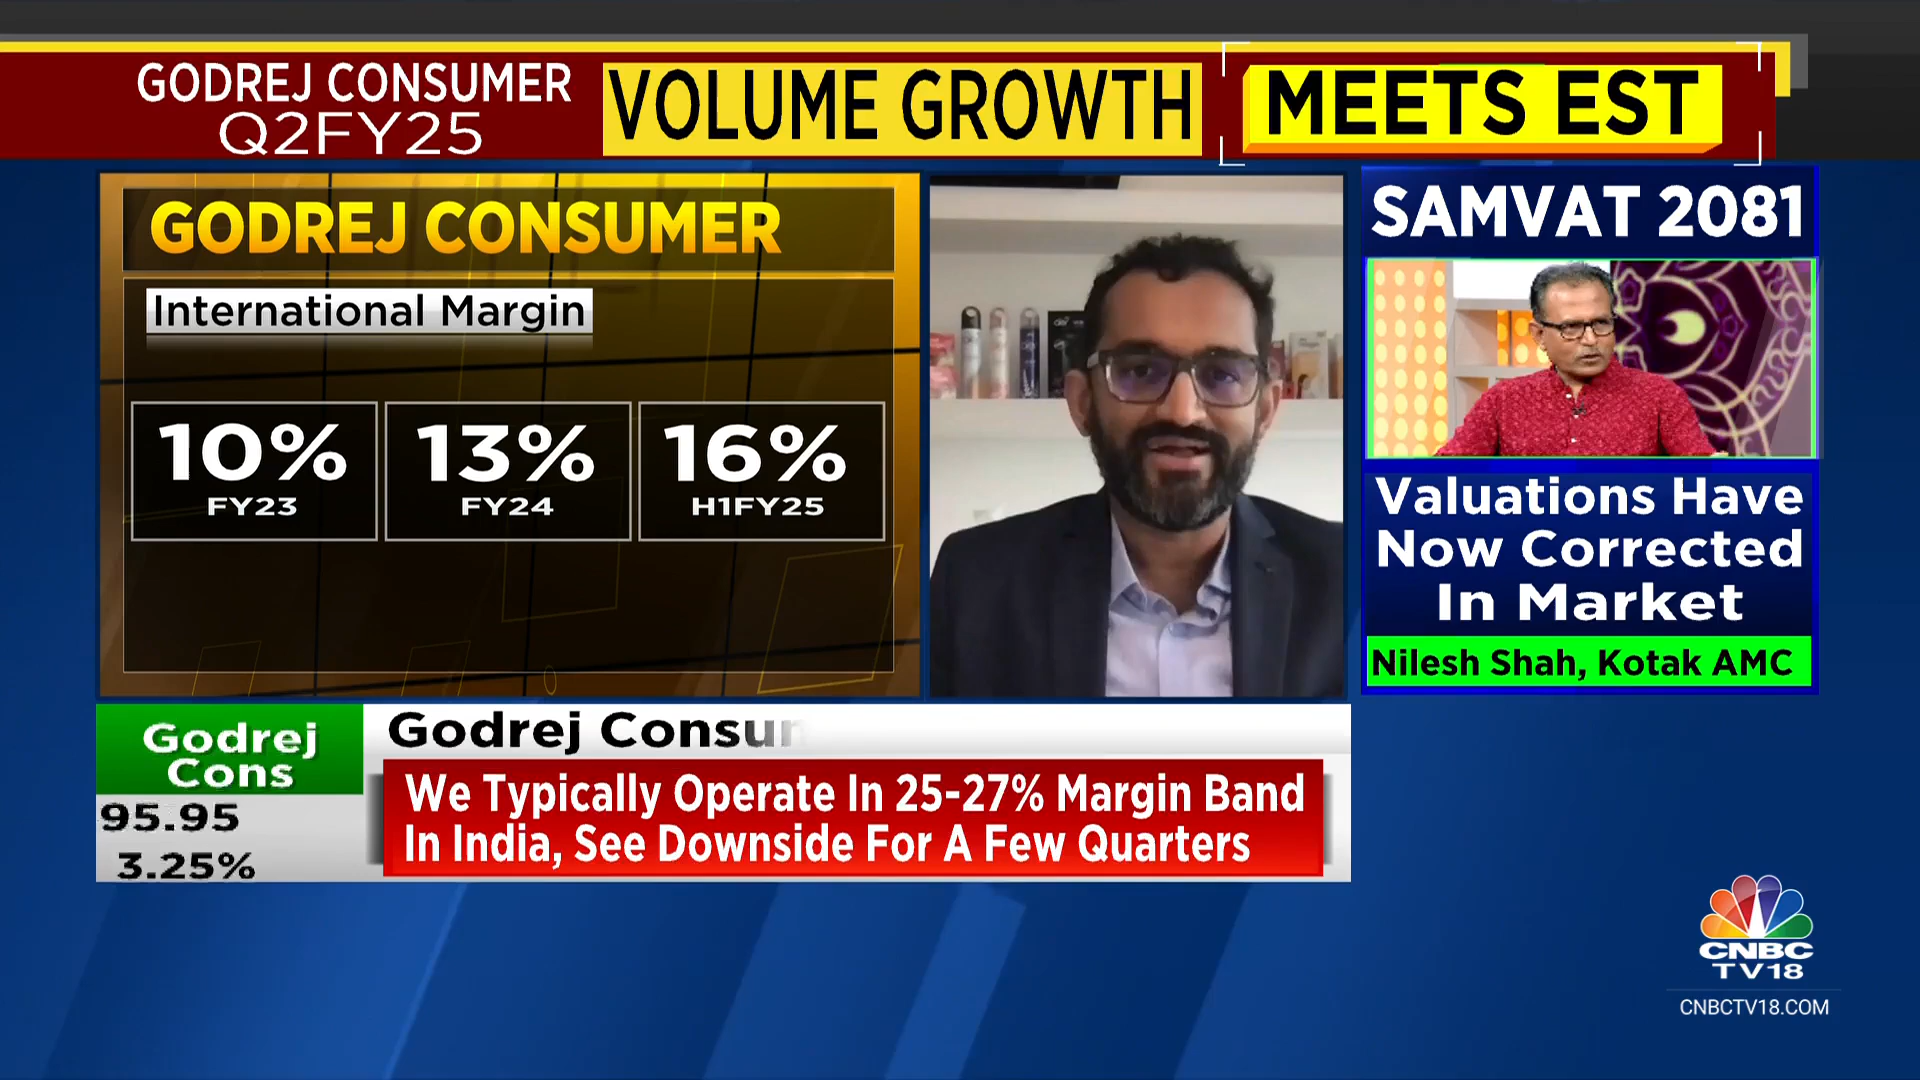 GODREJ CONSUMER
Q2FY25
VOLUME GROWTH
MEETS EST
GODREJ CONSUMER
International Margin
10%
FY23
13%
FY24
16%
H1FY25
SAMVAT 2081
Valuations Have
Now Corrected
In Market
Nilesh Shah, Kotak AMC
Godrej
Cons
95.95
3.25%
Godrej Consum
We Typically Operate In 25-27% Margin Band
In India, See Downside For A Few Quarters
CNBC
TV18
CNBCTV18.COM